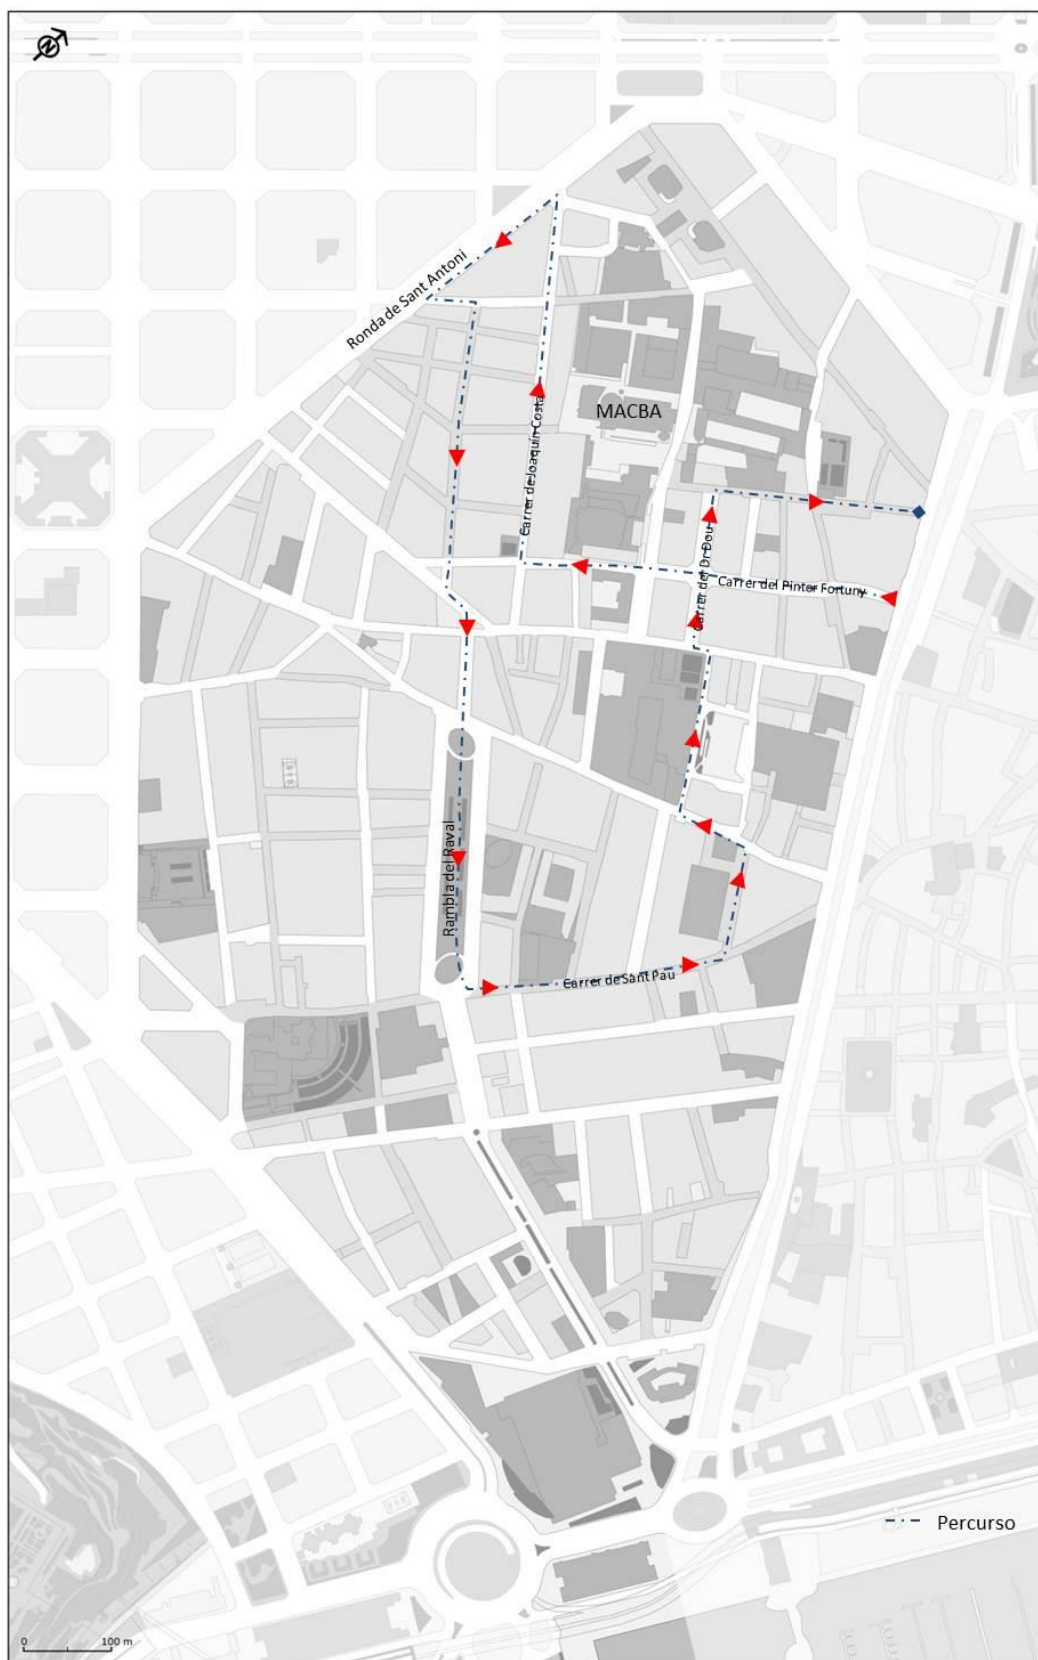 N
Ronda de Sant Antoni
MACBA
Carrer de Joaquín Costa
Carrer del Dr Dou
Carrer del Pintor Fortuny
Rambla del Raval
Carrer de Sant Pau
Percurso
0 100 m